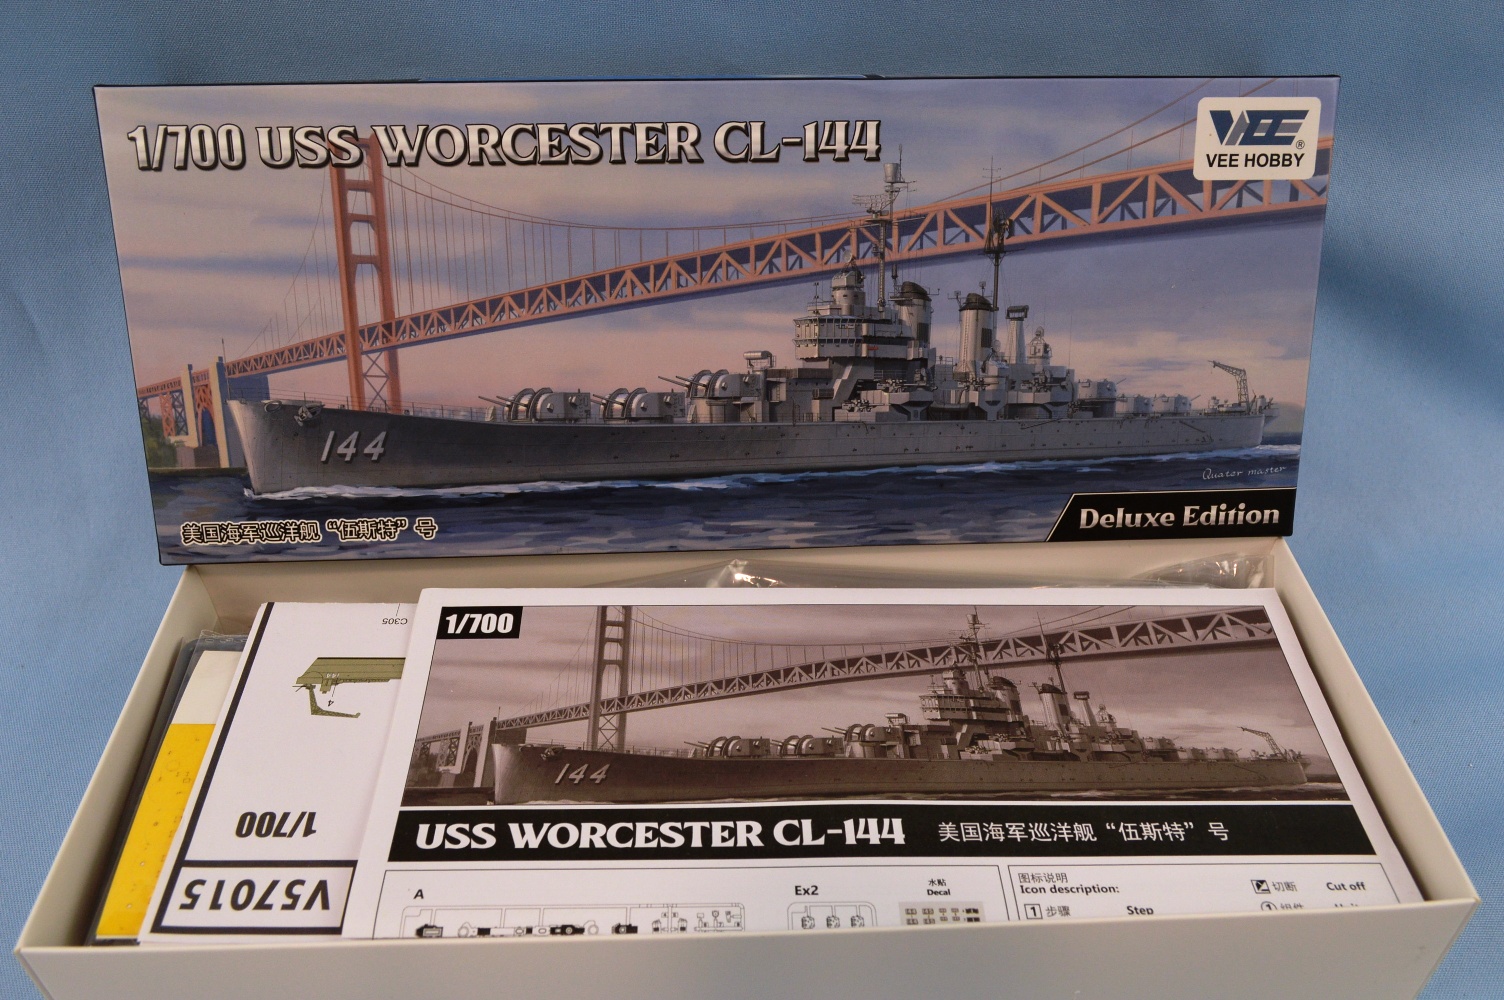 1/700 USS WORCESTER CL-144
VEE
®
VEE HOBBY
144
Quator master
美国海军巡洋舰 “伍斯特” 号
Deluxe Edition
1/700
C305
144
4
1/700
V57015
USS WORCESTER CL-144 美国海军巡洋舰 “伍斯特” 号
A
Ex2
水贴
Decal
图标说明
Icon description:
切断 Cut off
1 步骤 Step